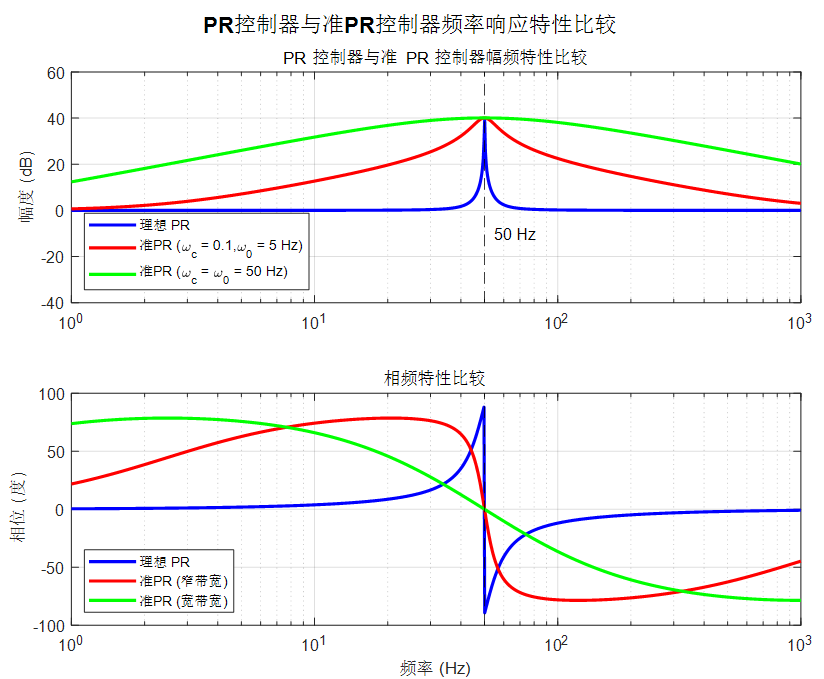 PR控制器与准PR控制器频率响应特性比较
PR 控制器与准 PR 控制器幅频特性比较
60
40
20
0
-20
-40
幅度 (dB)
50 Hz
理想 PR
准PR (ω_c = 0.1,ω_0 = 5 Hz)
准PR (ω_c = ω_0 = 50 Hz)
10^0 10^1 10^2 10^3
相频特性比较
100
50
0
-50
-100
相位 (度)
理想 PR
准PR (窄带宽)
准PR (宽带宽)
10^0 10^1 10^2 10^3
频率 (Hz)